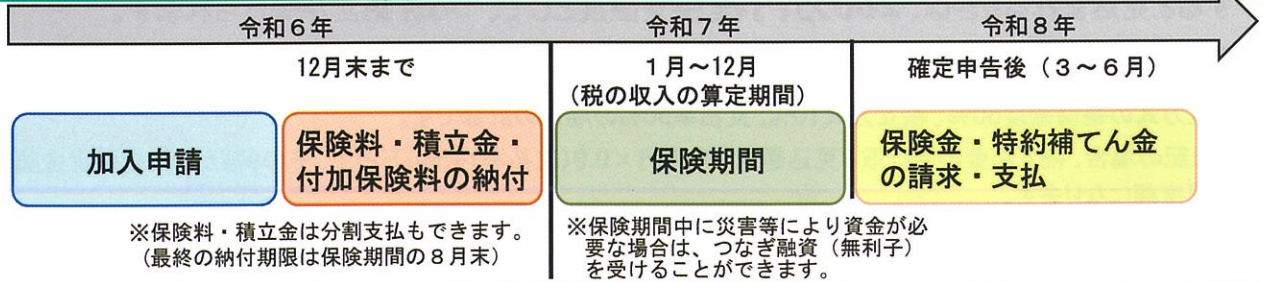 令和6年
令和7年
令和8年
12月末まで
1月～12月
（税の収入の算定期間）
確定申告後（3～6月）
加入申請
保険料・積立金・
付加保険料の納付
保険期間
保険金・特約補てん金
の請求・支払
※保険料・積立金は分割支払もできます。
（最終の納付期限は保険期間の8月末）
※保険期間中に災害等により資金が必
要な場合は、つなぎ融資（無利子）
を受けることができます。